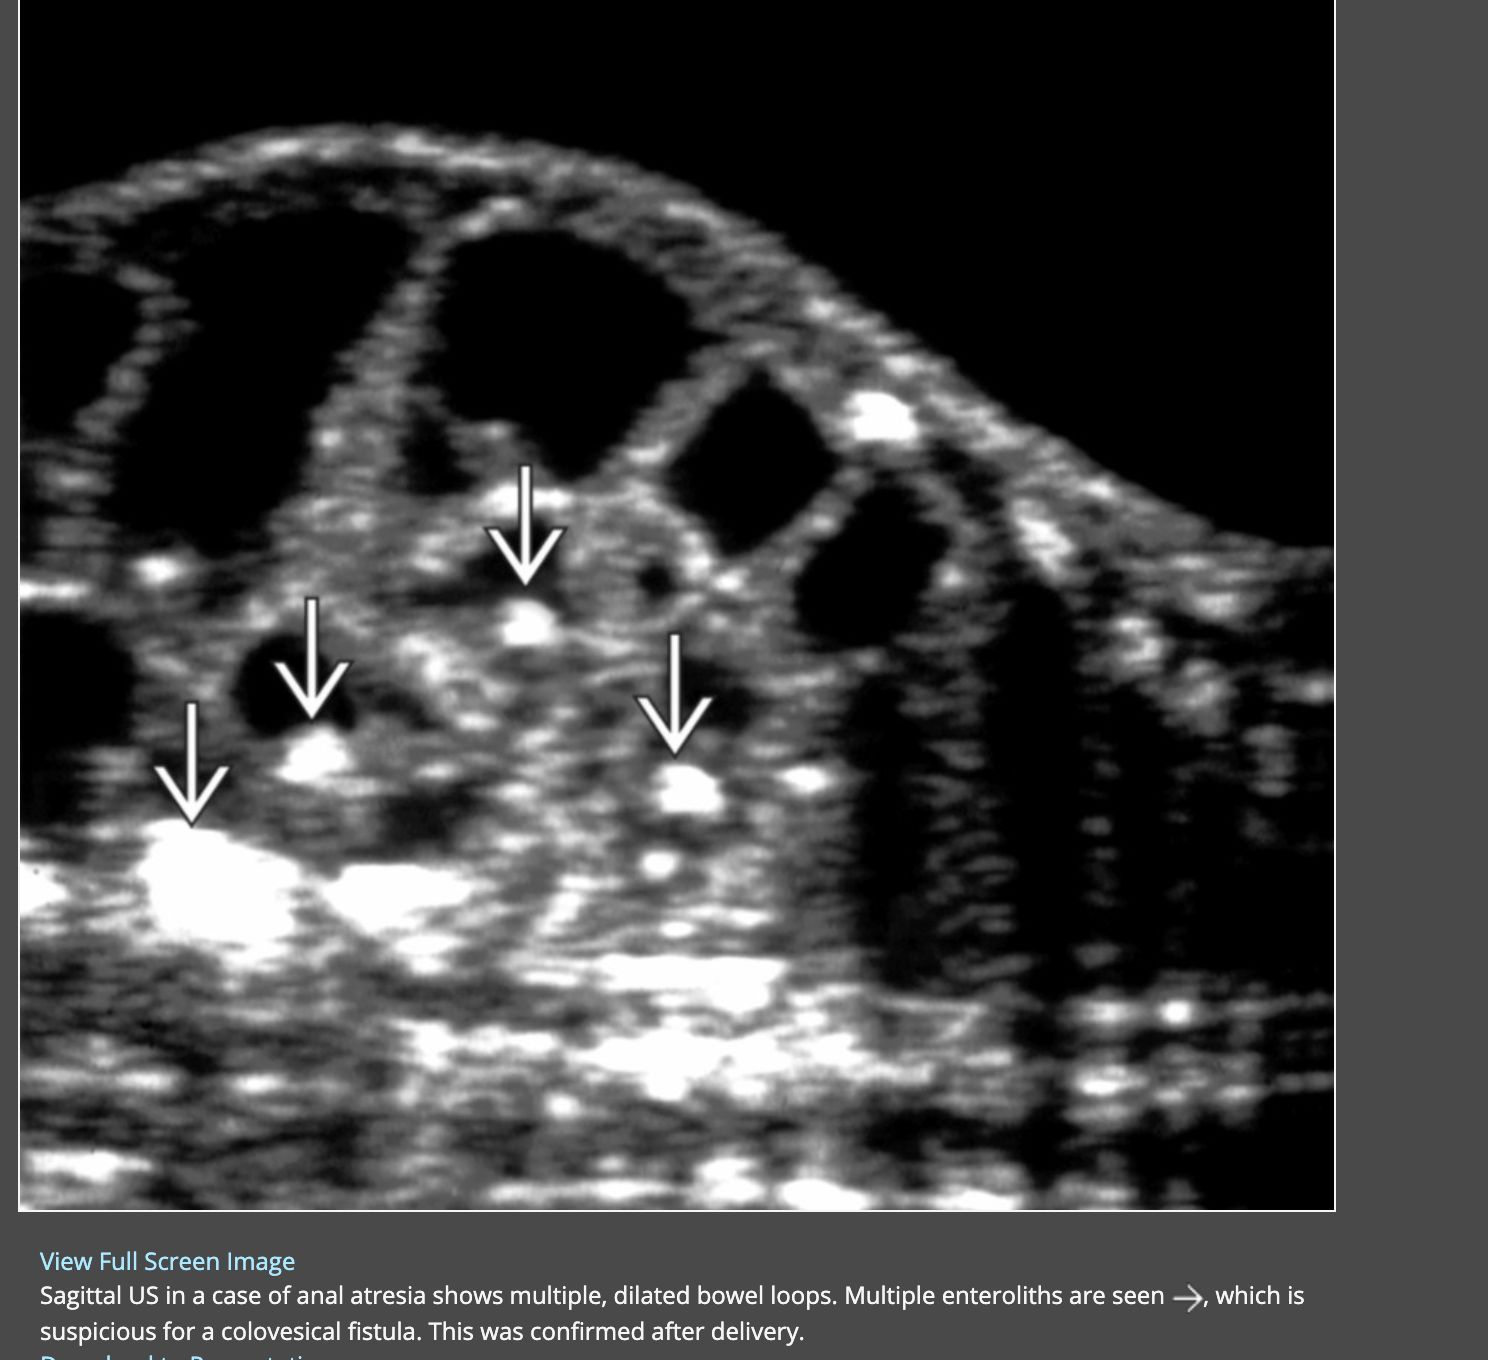 View Full Screen Image
Sagittal US in a case of anal atresia shows multiple, dilated bowel loops. Multiple enteroliths are seen →, which is
suspicious for a colovesical fistula. This was confirmed after delivery.